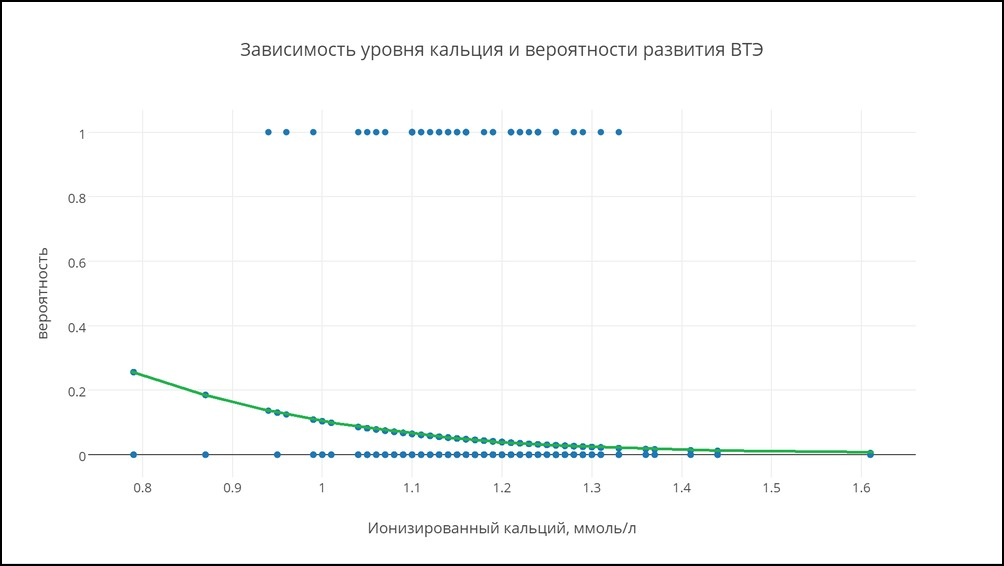 Зависимость уровня кальция и вероятности развития ВТЭ
1
0.8
0.6
0.4
0.2
0
вероятность
0.8 0.9 1 1.1 1.2 1.3 1.4 1.5 1.6
Ионизированный кальций, ммоль/л